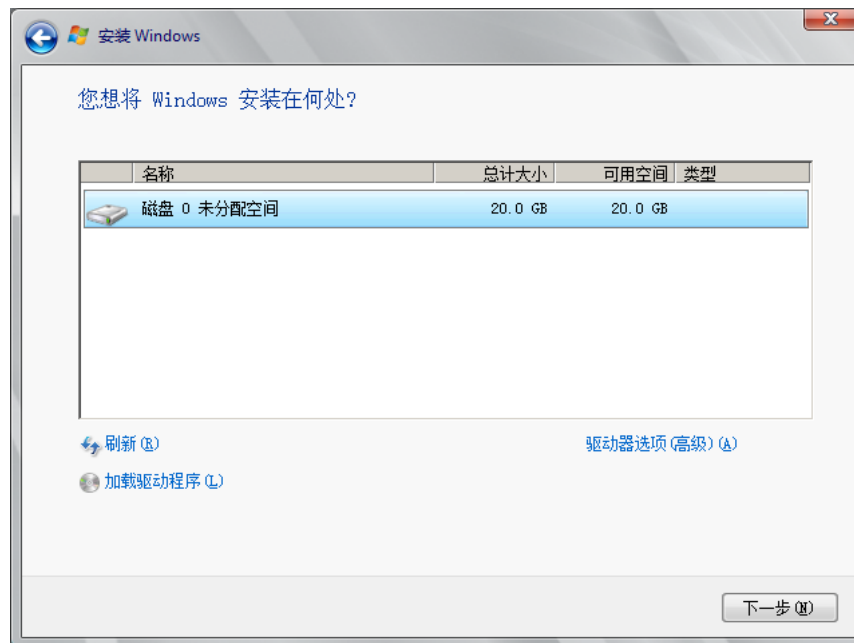 安装 Windows
您想将 Windows 安装在何处?
名称 总计大小 可用空间 类型
磁盘 0 未分配空间 20.0 GB 20.0 GB
刷新(R) 驱动器选项(高级)(A)
加载驱动程序(L)
下一步(N)